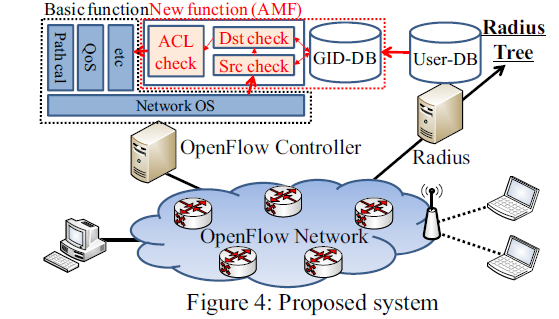 Basic function New function (AMF)
Radius
Tree
Path cal
QoS
etc
ACL
check
Dst check
Src check
GID-DB
User-DB
Network OS
OpenFlow Controller
Radius
OpenFlow Network
Figure 4: Proposed system